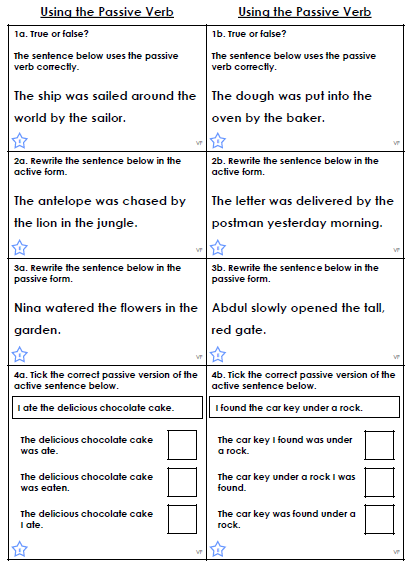 Using the Passive Verb
1a. True or false?
The sentence below uses the passive
verb correctly.
The ship was sailed around the
world by the sailor.
VF
2a. Rewrite the sentence below in the
active form.
The antelope was chased by
the lion in the jungle.
VF
3a. Rewrite the sentence below in the
passive form.
Nina watered the flowers in the
garden.
VF
4a. Tick the correct passive version of the
active sentence below.
I ate the delicious chocolate cake.
The delicious chocolate cake
was ate.
The delicious chocolate cake
was eaten.
The delicious chocolate cake
I ate.
VF
Using the Passive Verb
1b. True or false?
The sentence below uses the passive
verb correctly.
The dough was put into the
oven by the baker.
VF
2b. Rewrite the sentence below in the
active form.
The letter was delivered by the
postman yesterday morning.
VF
3b. Rewrite the sentence below in the
passive form.
Abdul slowly opened the tall,
red gate.
VF
4b. Tick the correct passive version of the
active sentence below.
I found the car key under a rock.
The car key I found was under
a rock.
The car key under a rock I was
found.
The car key was found under a
rock.
VF